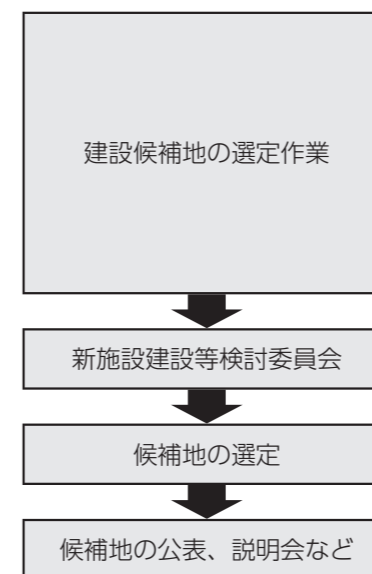 建設候補地の選定作業
新施設建設等検討委員会
候補地の選定
候補地の公表、説明会など